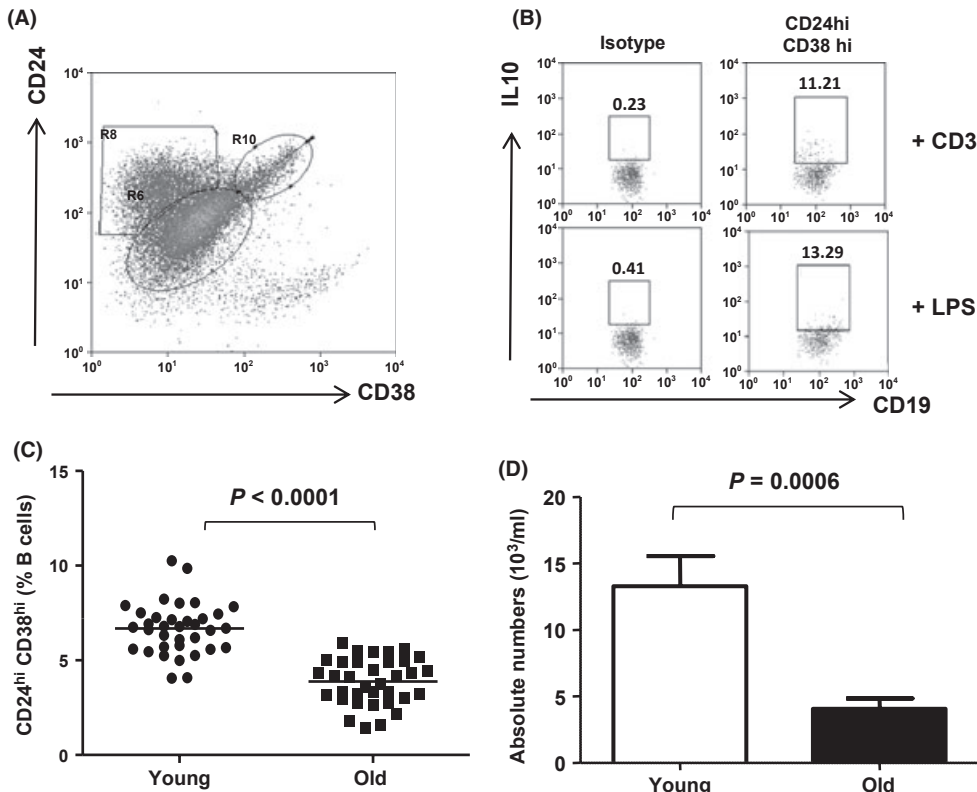 (A)
CD24
10⁴
10³
10²
10¹
10⁰
R8
R10
R6
10⁰ 10¹ 10² 10³ 10⁴
CD38
(B)
Isotype
CD24hi
CD38 hi
IL10
10⁴
10³
10²
10¹
10⁰
0.23
10⁰ 10¹ 10² 10³ 10⁴
10⁴
10³
10²
10¹
10⁰
11.21
10⁰ 10¹ 10² 10³ 10⁴
+ CD3
10⁴
10³
10²
10¹
10⁰
0.41
10⁰ 10¹ 10² 10³ 10⁴
10⁴
10³
10²
10¹
10⁰
13.29
10⁰ 10¹ 10² 10³ 10⁴
+ LPS
CD19
(C)
CD24ʰⁱ CD38ʰⁱ (% B cells)
15
10
5
0
P < 0.0001
Young Old
(D)
Absolute numbers (10³/ml)
20
15
10
5
0
P = 0.0006
Young Old